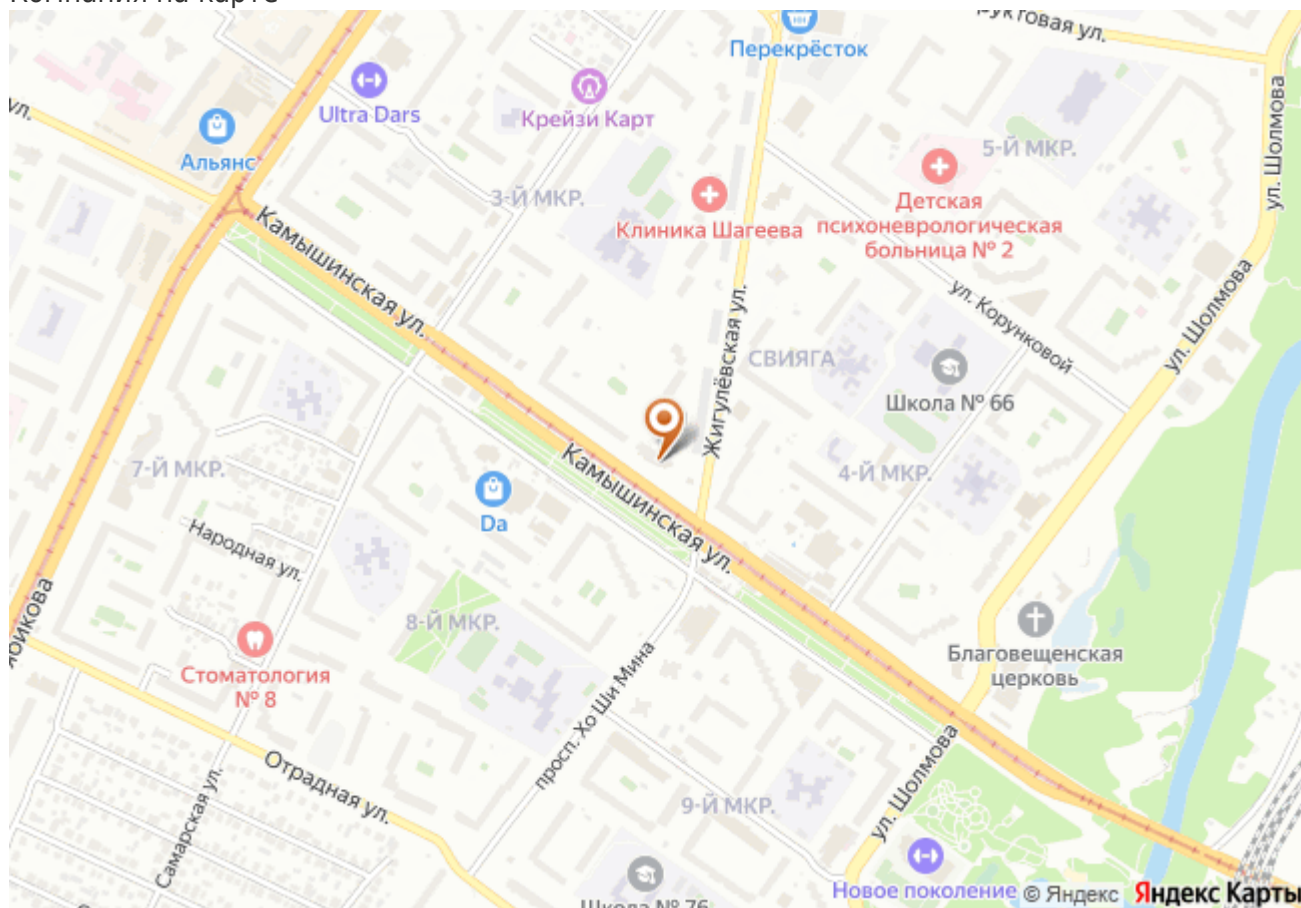 Компания на карте
руктовая ул.
Перекрёсток
ул. Шолмова
Ultra Dars
Крейзи Карт
ул.
Альянс
5-Й МКР.
3-Й МКР.
Клиника Шагеева
Детская
психоневрологическая
больница № 2
Камышинская ул.
ул. Корунковой
ул. Шолмова
Жигулёвская ул.
СВИЯГА
Школа № 66
7-Й МКР.
4-Й МКР.
Камышинская ул.
Da
Народная ул.
ойкова
8-Й МКР.
Благовещенская
церковь
Стоматология
№ 8
просп. Хо Ши Мина
Отрадная ул.
ул. Шолмова
9-Й МКР.
Самарская ул.
Школа № 76
Новое поколение
© Яндекс Яндекс Карты